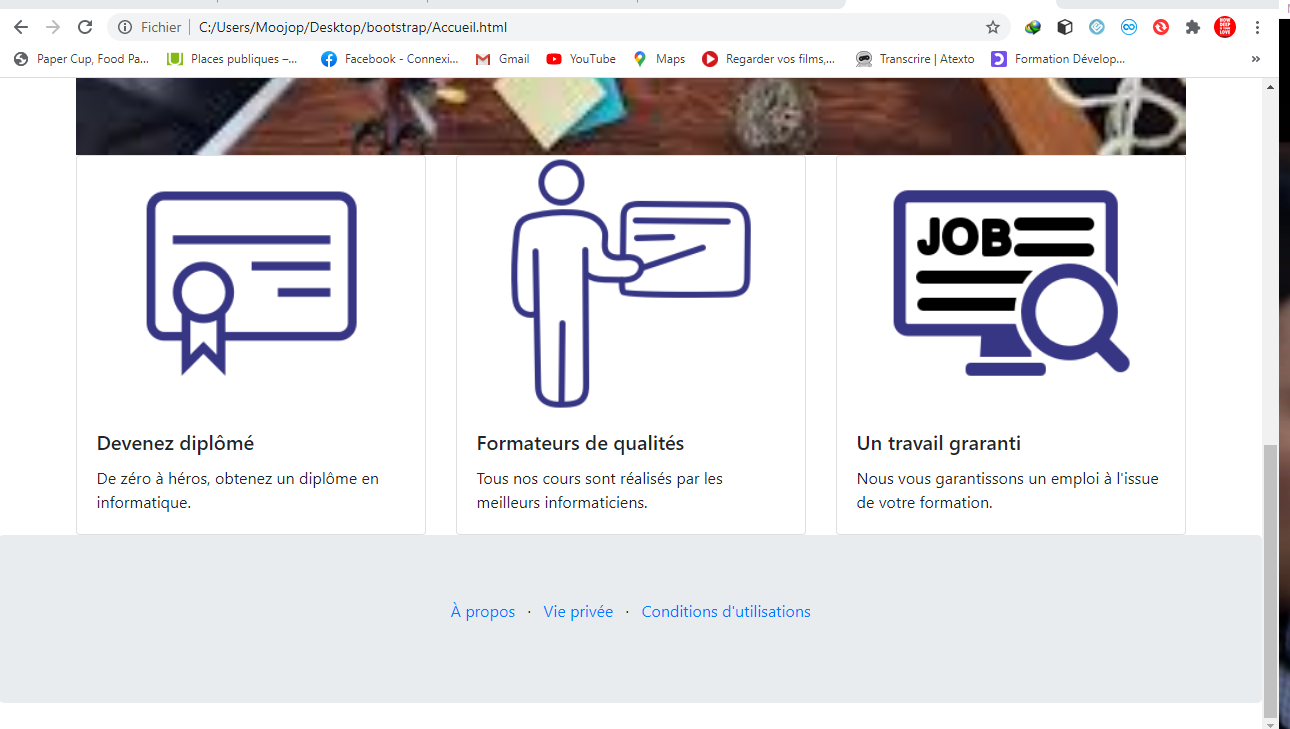 Fichier C:/Users/Moojop/Desktop/bootstrap/Accueil.html
Paper Cup, Food Pa... Places publiques –... Facebook - Connexi... Gmail YouTube Maps Regarder vos films,... Transcrire | Atexto Formation Dévelop... »
JOB
Devenez diplômé
De zéro à héros, obtenez un diplôme en
informatique.
Formateurs de qualités
Tous nos cours sont réalisés par les
meilleurs informaticiens.
Un travail graranti
Nous vous garantissons un emploi à l'issue
de votre formation.
À propos · Vie privée · Conditions d'utilisations